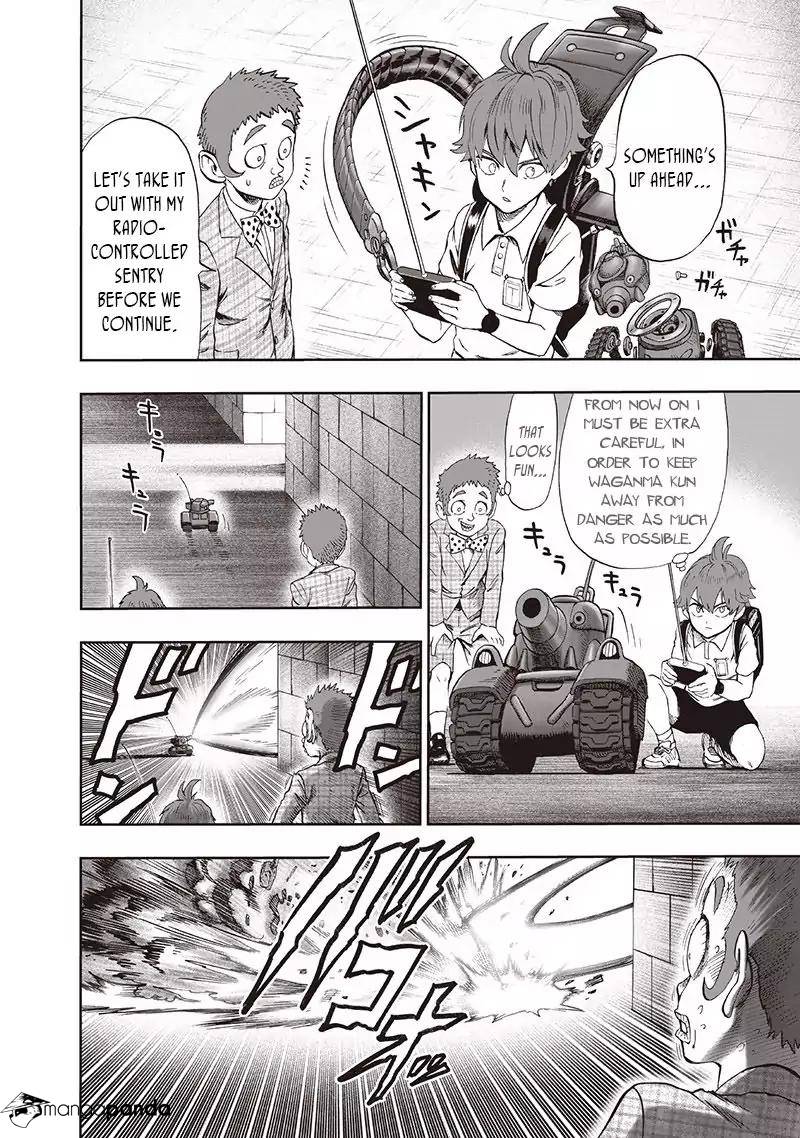 SOMETHING'S
UP AHEAD...
ガチャ
ガチャ
シャキン
LET'S TAKE IT
OUT WITH MY
RADIO-
CONTROLLED
SENTRY
BEFORE WE
CONTINUE.
FROM NOW ON I
MUST BE EXTRA
CAREFUL, IN
ORDER TO KEEP
WAGANMA KUN
AWAY FROM
DANGER AS MUCH
AS POSSIBLE.
THAT
LOOKS
FUN...
キュラ
キュラ
キュラ
キュラ
ドドド
mangapanda